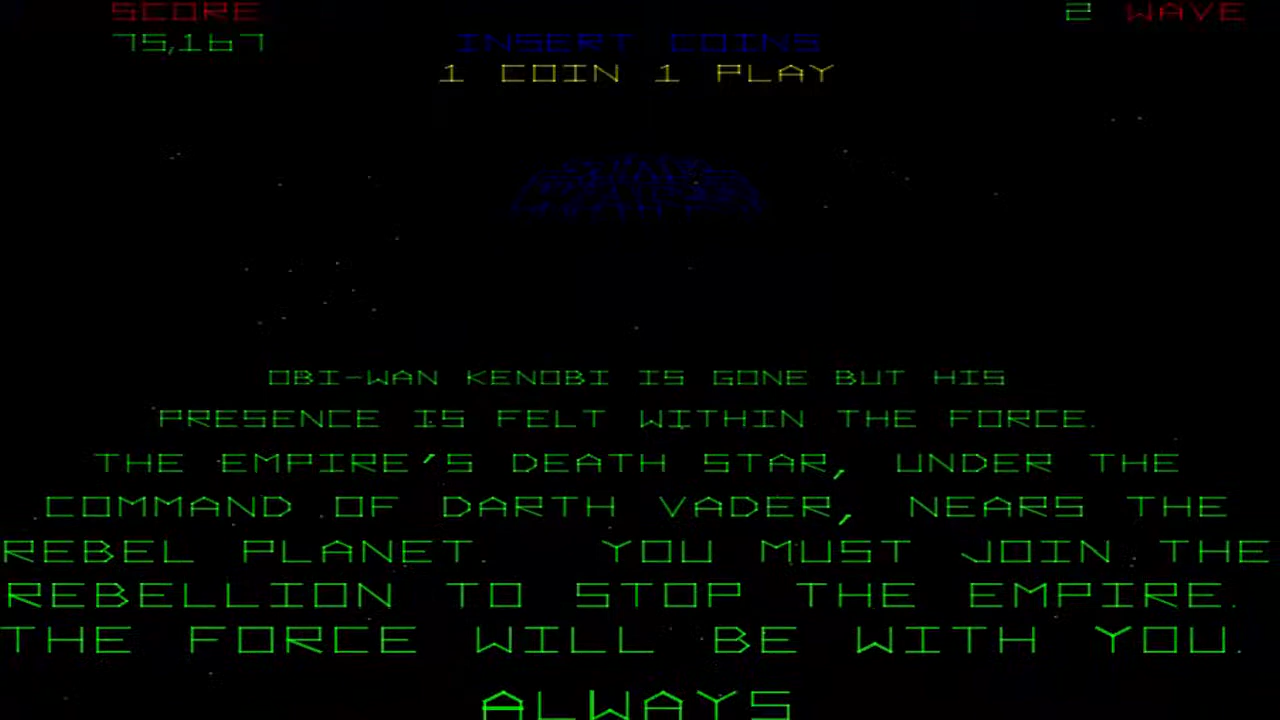 SCORE
2 WAVE
75,167
INSERT COINS
1 COIN 1 PLAY
OBI-WAN KENOBI IS GONE BUT HIS
PRESENCE IS FELT WITHIN THE FORCE.
THE EMPIRE'S DEATH STAR, UNDER THE
COMMAND OF DARTH VADER, NEARS THE
REBEL PLANET. YOU MUST JOIN THE
REBELLION TO STOP THE EMPIRE.
THE FORCE WILL BE WITH YOU.
ALWAYS